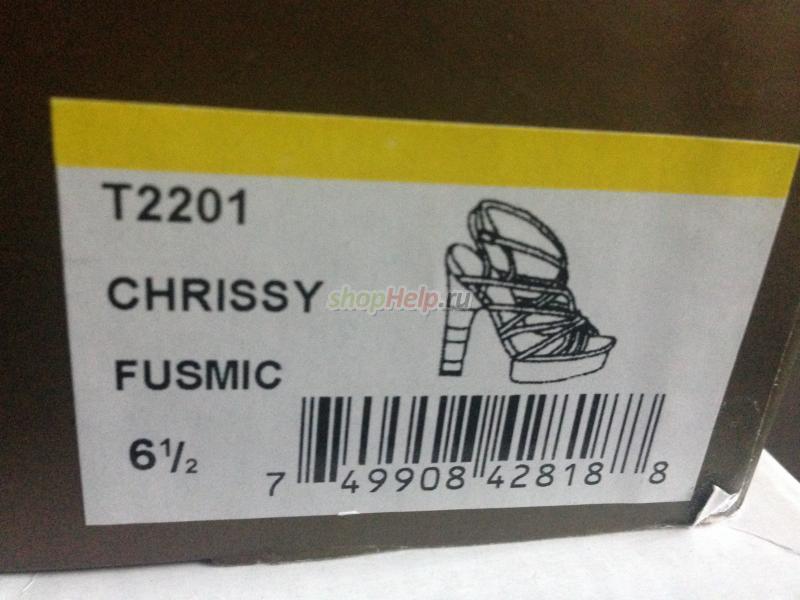 T2201
CHRISSY
shopHelp.ru
FUSMIC
6½
7 49908 42818 8